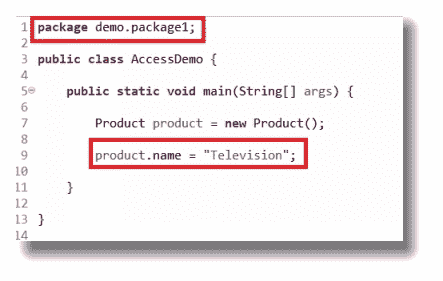 1 package demo.package1;
2
3 public class AccessDemo {
4
5 public static void main(String[] args) {
6
7 Product product = new Product();
8
9 product.name = "Television";
10
11 }
12
13 }
14